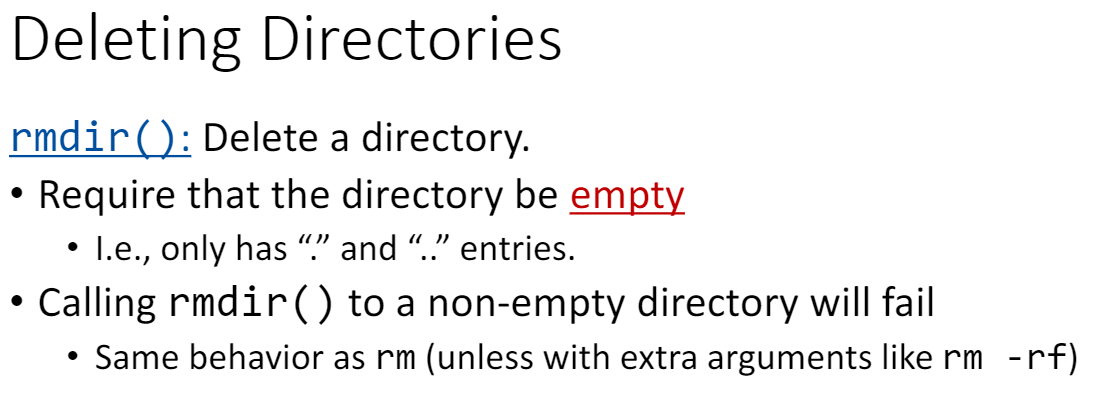 Deleting Directories
rmdir(): Delete a directory.
• Require that the directory be empty
• I.e., only has “.” and “..” entries.
• Calling rmdir() to a non-empty directory will fail
• Same behavior as rm (unless with extra arguments like rm -rf)